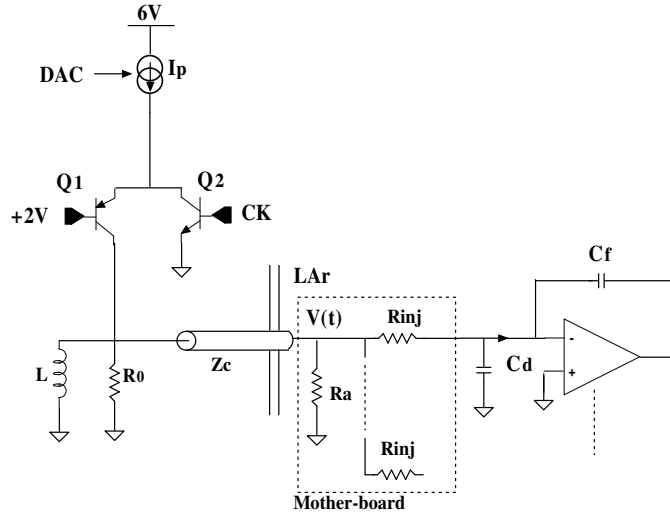 6V
DAC
Ip
Q1
Q2
+2V
CK
LAr
Cf
V(t)
Rinj
L
R0
Zc
Ra
Cd
-
+
Rinj
Mother-board